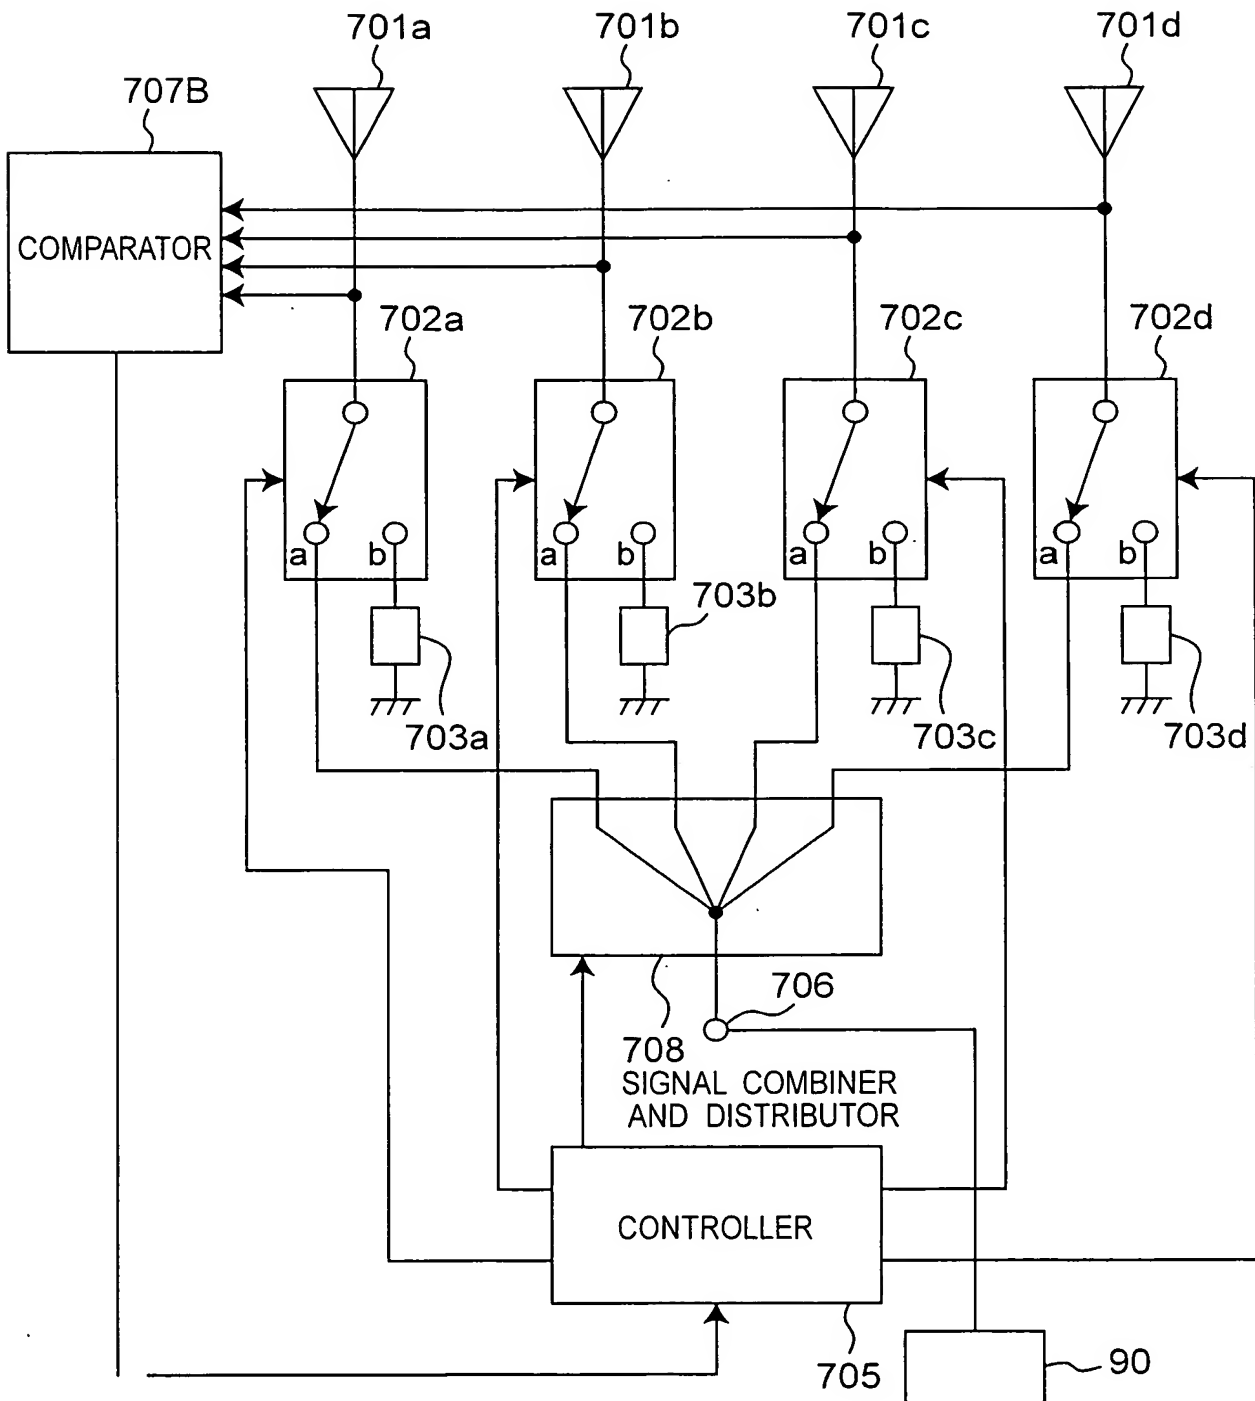 701a
701b
701c
701d
707B
COMPARATOR
702a
702b
702c
702d
a
b
a
b
a
b
a
b
703b
703a
703c
703d
706
708
SIGNAL COMBINER
AND DISTRIBUTOR
CONTROLLER
705
90